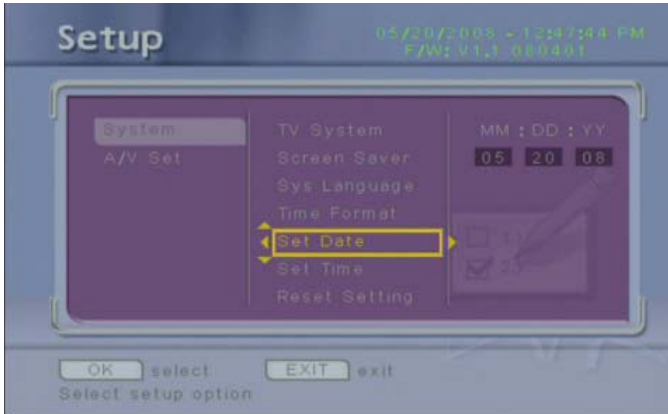 Setup
05/20/2008 - 12:47:44 PM
F/W: V1.1 080401
System
A/V Set
TV System
Screen Saver
Sys Language
Time Format
Set Date
Set Time
Reset Setting
MM : DD : YY
05 20 08
OK select
EXIT exit
Select setup option